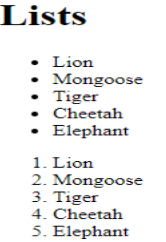 Lists
• Lion
• Mongoose
• Tiger
• Cheetah
• Elephant
1. Lion
2. Mongoose
3. Tiger
4. Cheetah
5. Elephant